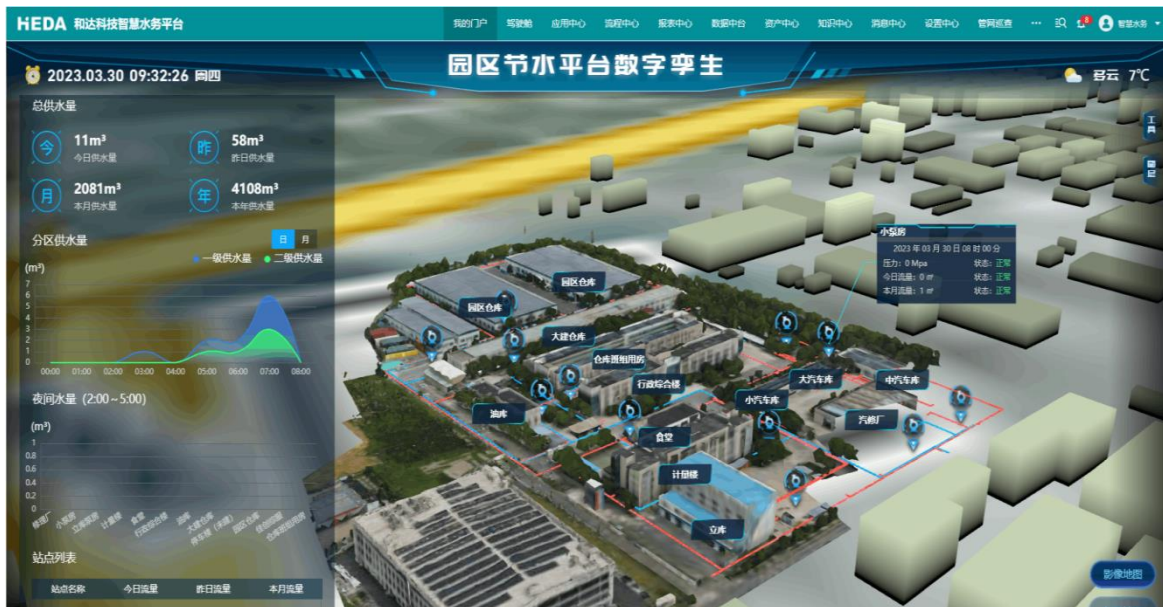 HEDA 和达科技智慧水务平台
我的门户 驾驶舱 应用中心 流程中心 报表中心 数据中台 资产中心 知识中心 消息中心 设置中心 管网巡查 ··· 智慧水务
2023.03.30 09:32:26 周四
园区节水平台数字孪生
多云 7℃
工具
图层
总供水量
今 11m³ 今日供水量
昨 58m³ 昨日供水量
月 2081m³ 本月供水量
年 4108m³ 本年供水量
分区供水量
日 月
一级供水量 二级供水量
(m³)
7
6
5
4
3
2
1
0
00:00 01:00 02:00 03:00 04:00 05:00 06:00 07:00 08:00
夜间水量 (2:00~5:00)
(m³)
1
0.8
0.6
0.4
0.2
0
修理厂 小泵房 立库泵房 计量楼 食堂 行政综合楼 油库 大建仓库 园区仓库 仓库班组用房
站点列表
站点名称 今日流量 昨日流量 本月流量
小泵房
2023 年 03 月 30 日 08 时 00 分
压力: 0 Mpa 状态: 正常
今日流量: 0 ㎡ 状态: 正常
本月流量: 1 ㎡ 状态: 正常
园区仓库
园区仓库
大建仓库
仓库班组用房
行政综合楼
大汽车库
中汽车库
小汽车库
油库
汽修厂
食堂
计量楼
立库
影像地图